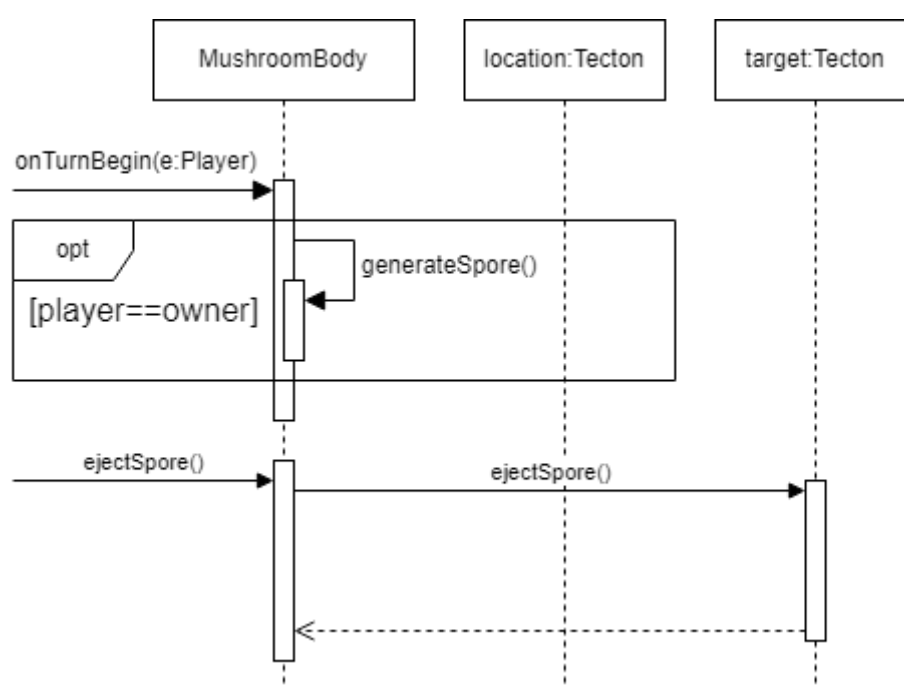 MushroomBody
location:Tecton
target:Tecton
onTurnBegin(e:Player)
opt
generateSpore()
[player==owner]
ejectSpore()
ejectSpore()